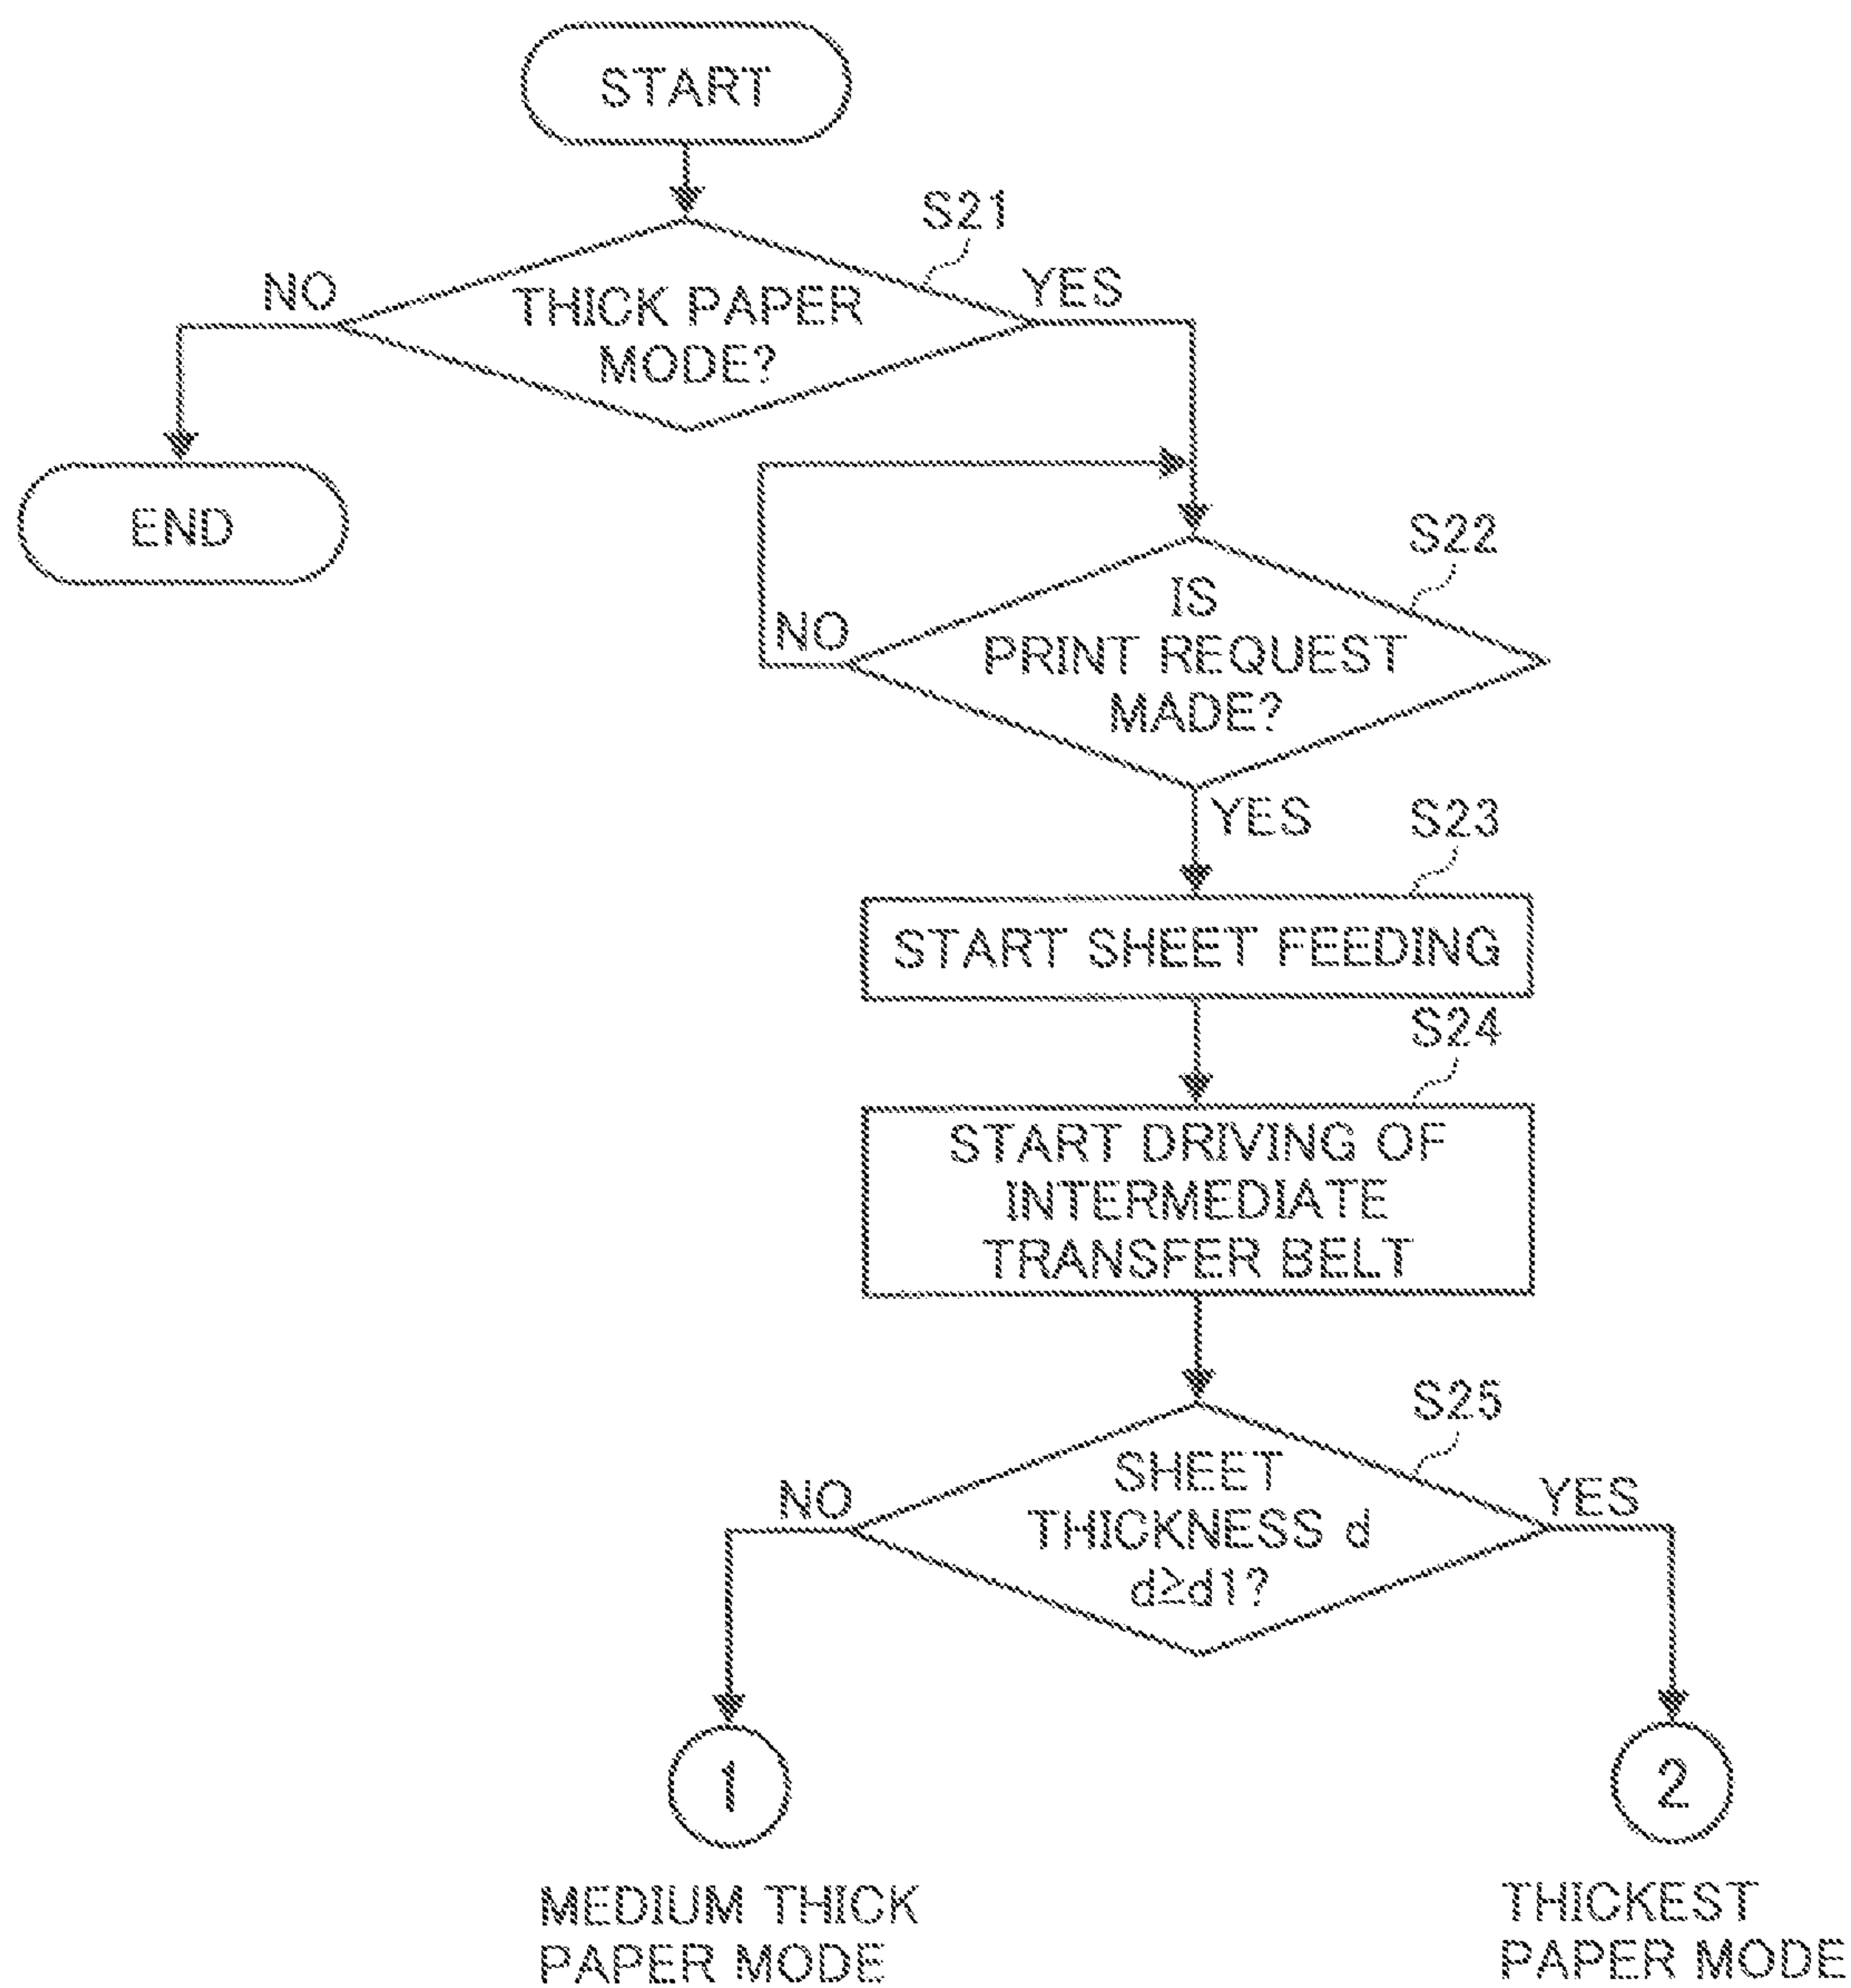 START
S21
NO
YES
THICK PAPER
MODE?
END
S22
IS
PRINT REQUEST
MADE?
NO
YES
S23
START SHEET FEEDING
S24
START DRIVING OF
INTERMEDIATE
TRANSFER BELT
S25
SHEET
THICKNESS d
d≥d1?
NO
YES
1
2
MEDIUM THICK
PAPER MODE
THICKEST
PAPER MODE